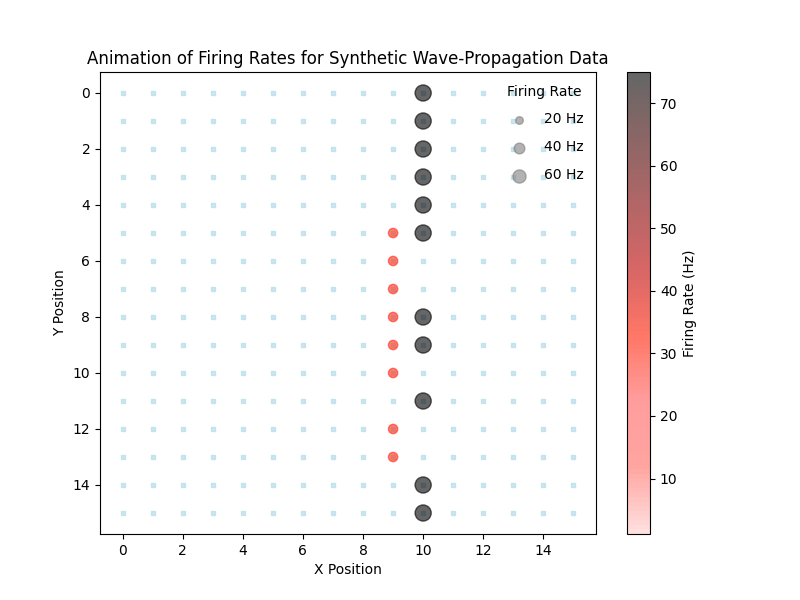 Animation of Firing Rates for Synthetic Wave-Propagation Data
Firing Rate
20 Hz
40 Hz
60 Hz
0
2
4
6
8
10
12
14
Y Position
0 2 4 6 8 10 12 14
X Position
70
60
50
40
30
20
10
Firing Rate (Hz)